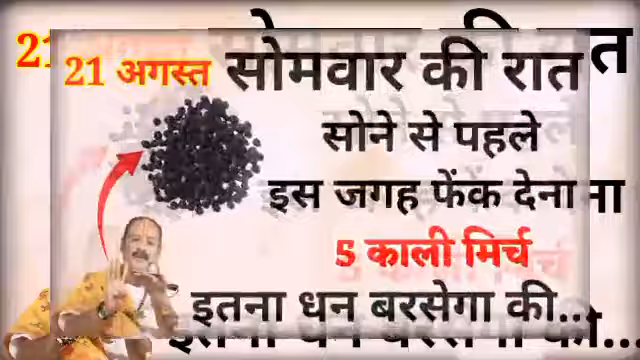 21 अगस्त सोमवार की रात
सोने से पहले
इस जगह फेंक देना
5 काली मिर्च
इतना धन बरसेगा की...